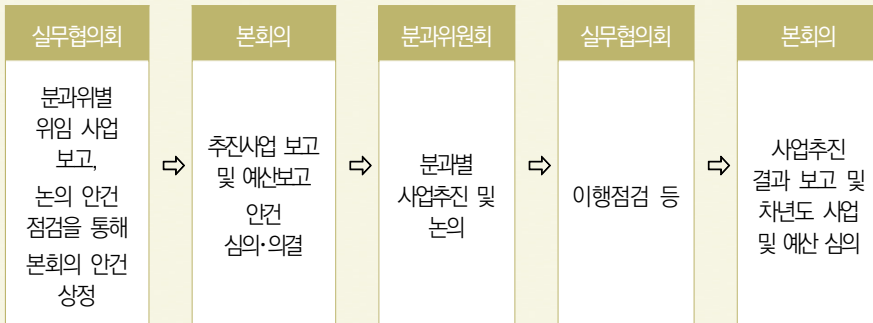 실무협의회
분과위별
위임 사업
보고,
논의 안건
점검을 통해
본회의 안건
상정
⇨
본회의
추진사업 보고
및 예산보고
안건
심의·의결
⇨
분과위원회
분과별
사업추진 및
논의
⇨
실무협의회
이행점검 등
⇨
본회의
사업추진
결과 보고 및
차년도 사업
및 예산 심의